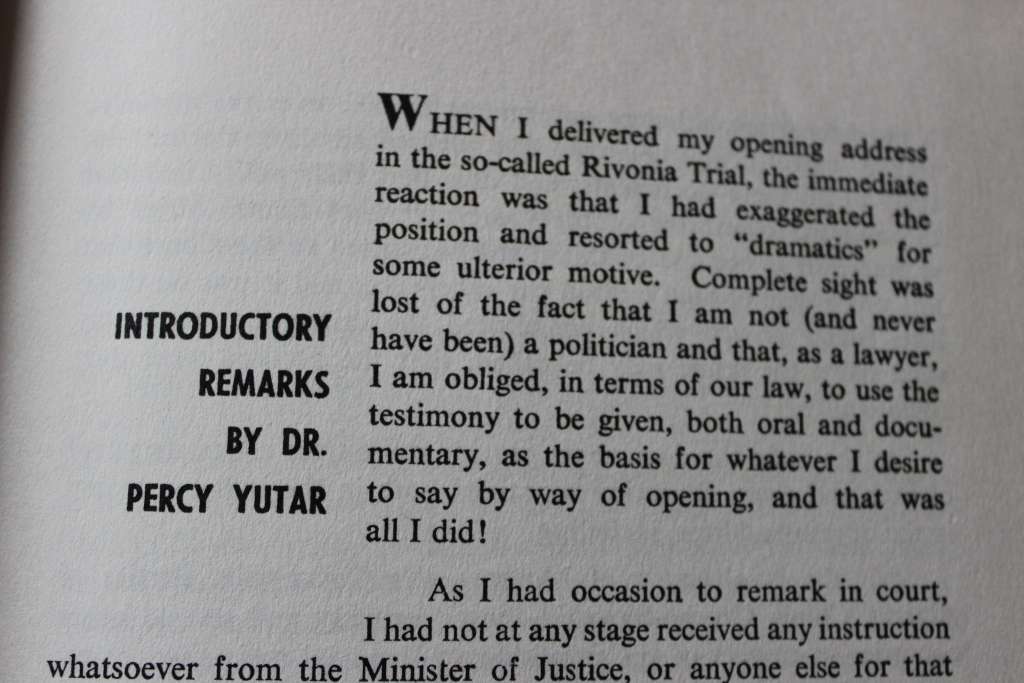 INTRODUCTORY
REMARKS
BY DR.
PERCY YUTAR
WHEN I delivered my opening address
in the so-called Rivonia Trial, the immediate
reaction was that I had exaggerated the
position and resorted to “dramatics” for
some ulterior motive. Complete sight was
lost of the fact that I am not (and never
have been) a politician and that, as a lawyer,
I am obliged, in terms of our law, to use the
testimony to be given, both oral and docu-
mentary, as the basis for whatever I desire
to say by way of opening, and that was
all I did!
As I had occasion to remark in court,
I had not at any stage received any instruction
whatsoever from the Minister of Justice, or anyone else for that